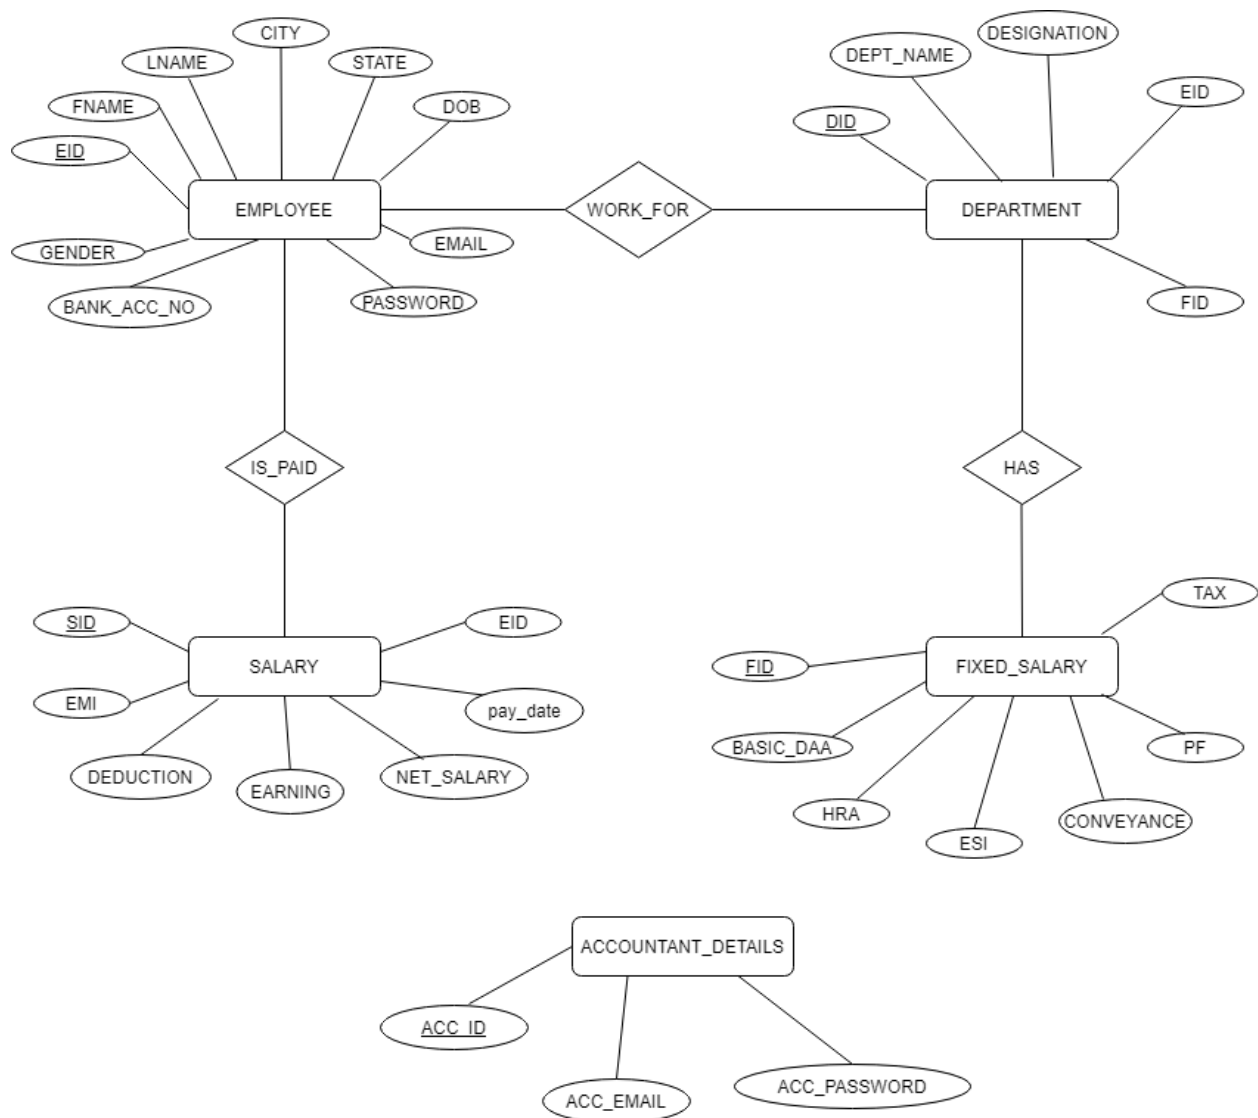 CITY
DESIGNATION
LNAME
STATE
DEPT_NAME
FNAME
DOB
EID
DID
EID
EMPLOYEE
WORK_FOR
DEPARTMENT
GENDER
EMAIL
BANK_ACC_NO
PASSWORD
FID
IS_PAID
HAS
TAX
SID
EID
SALARY
FID
FIXED_SALARY
EMI
pay_date
BASIC_DAA
PF
DEDUCTION
EARNING
NET_SALARY
HRA
CONVEYANCE
ESI
ACCOUNTANT_DETAILS
ACC_ID
ACC_EMAIL
ACC_PASSWORD